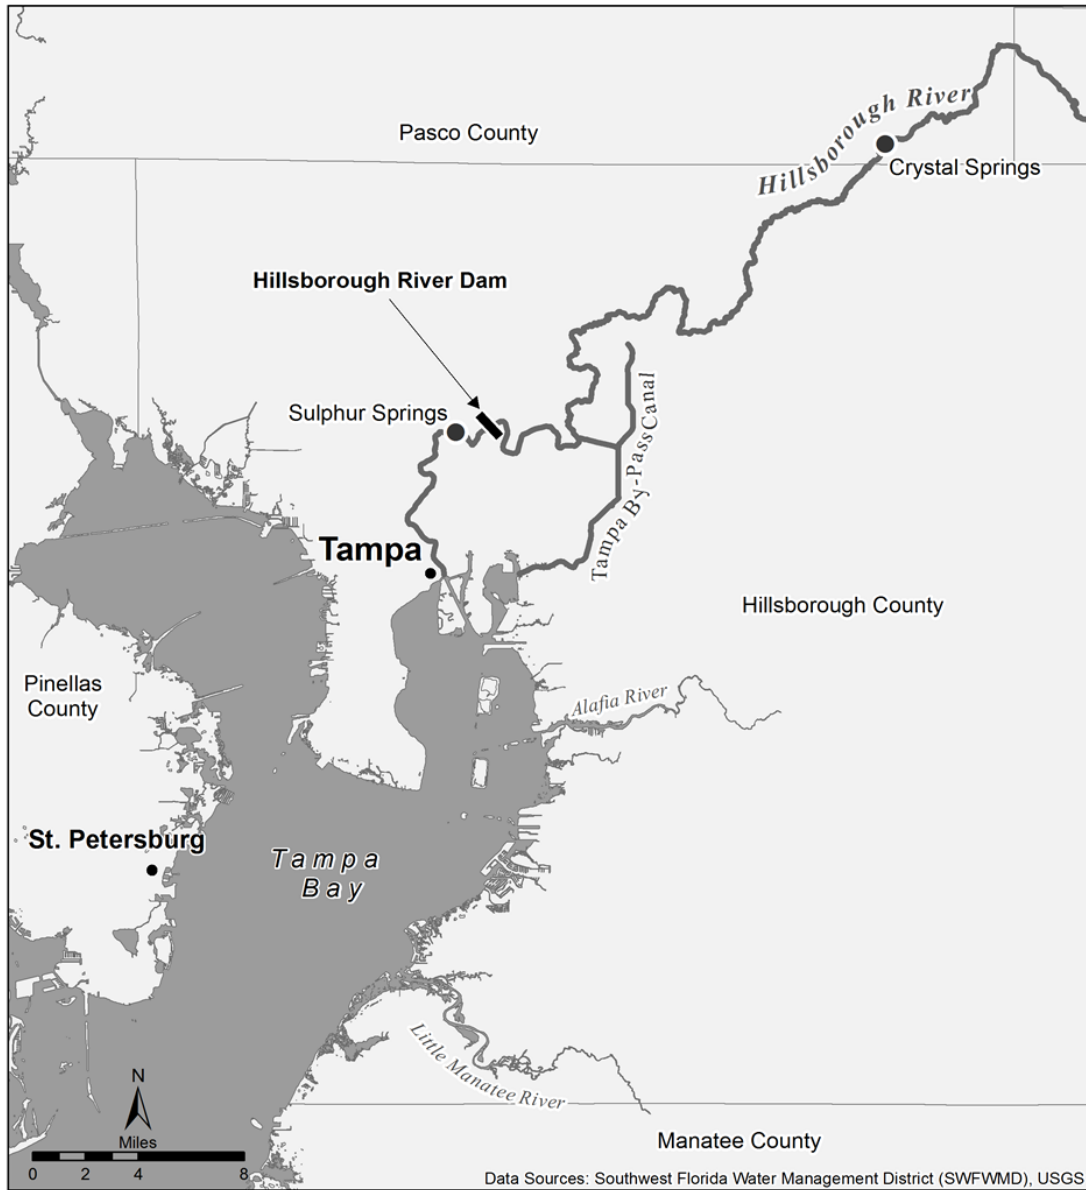 Hillsborough River
Pasco County
Crystal Springs
Hillsborough River Dam
Sulphur Springs
Tampa By-Pass Canal
Tampa
Hillsborough County
Pinellas
County
Alafia River
St. Petersburg
Tampa
Bay
Little Manatee River
N
Miles
0 2 4 8
Manatee County
Data Sources: Southwest Florida Water Management District (SWFWMD), USGS